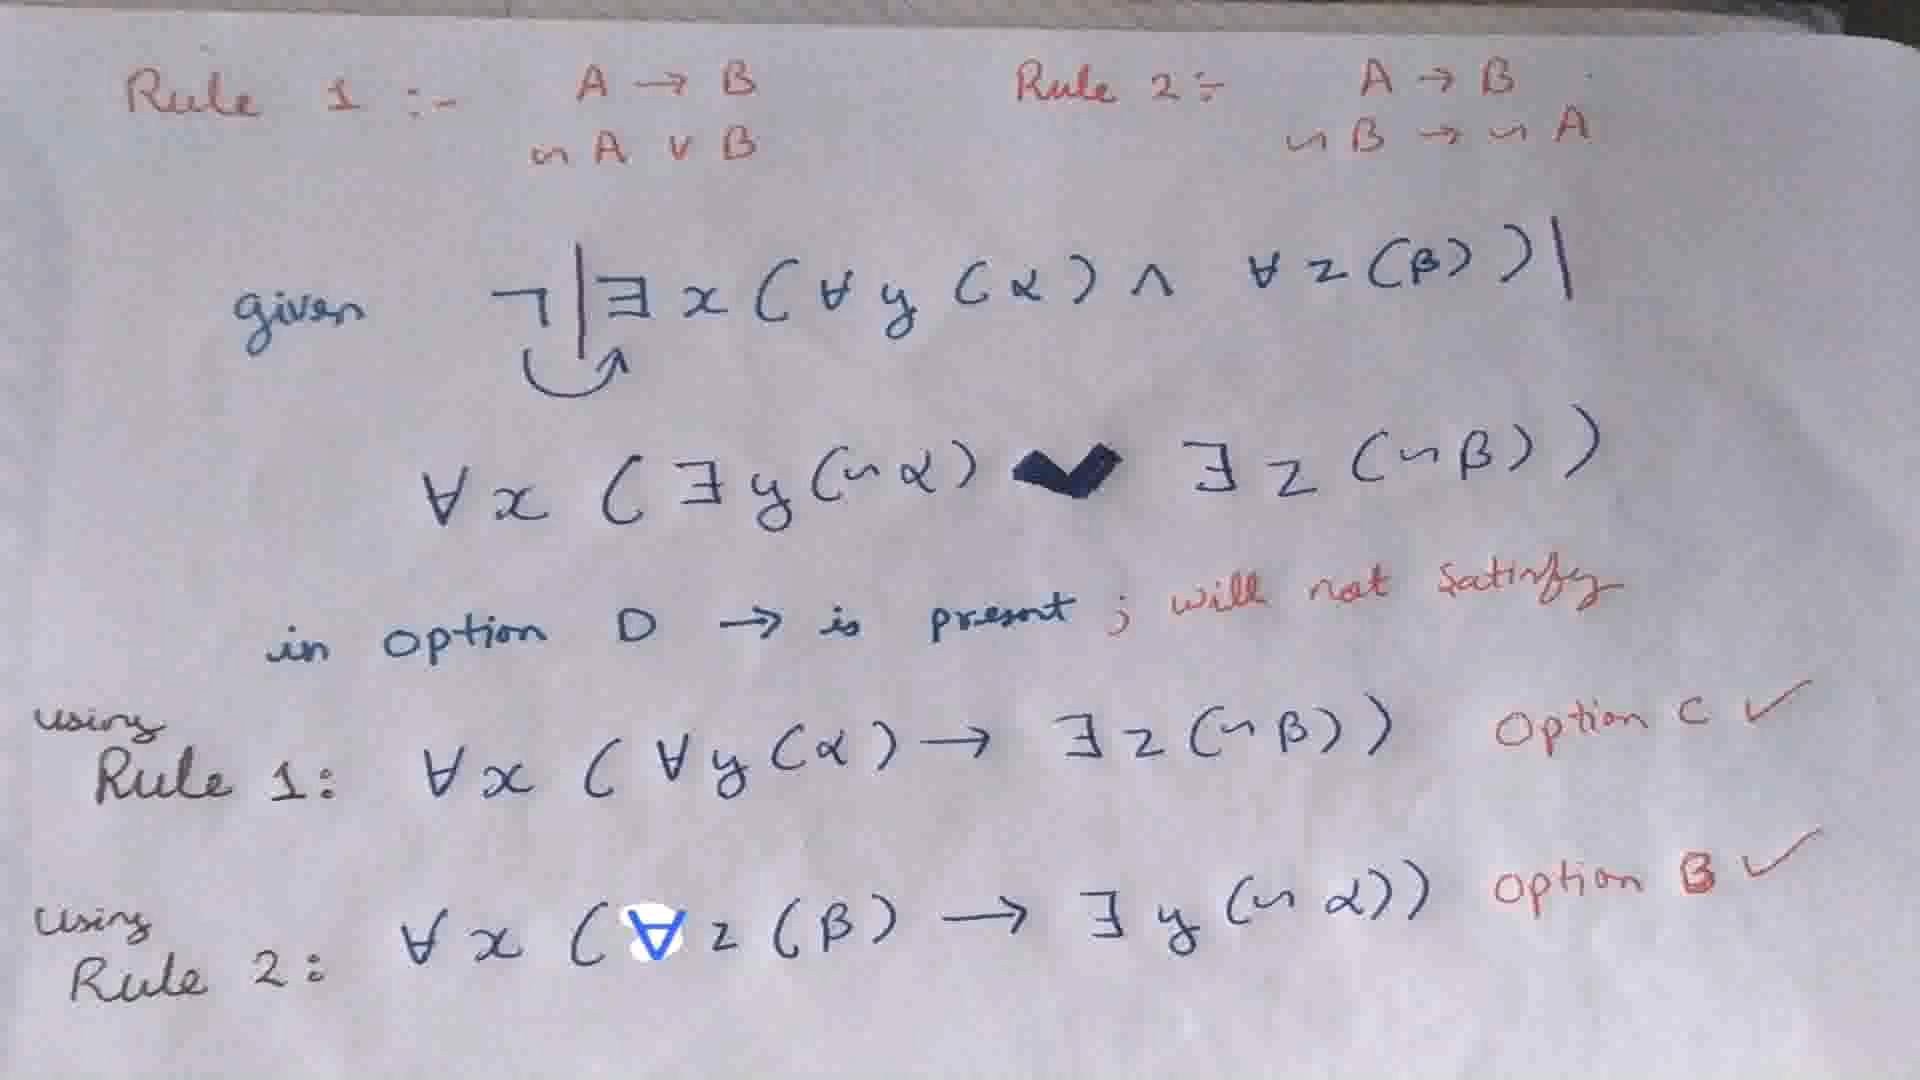 Rule 1 :- A → B Rule 2 ÷ A → B
~ A ∨ B ~ B → ~ A
given ¬|∃x(∀y(α) ∧ ∀z(β))|
∀x(∃y(~α) ∨ ∃z(~β))
in option D → is present ; will not satisfy
using
Rule 1: ∀x(∀y(α) → ∃z(~β)) Option C ✓
Using
Rule 2: ∀x(∀z(β) → ∃y(~α)) Option B ✓